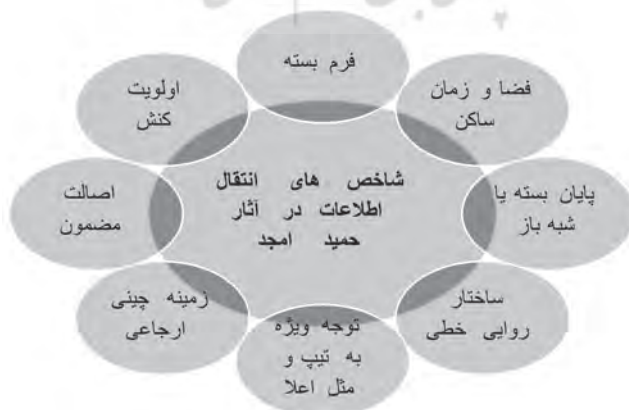 فرم بسته
فضا و زمان
ساکن
پایان بسته یا
شبه باز
ساختار
روایی خطی
توجه ویژه
به تیپ و
مثل اعلا
زمینه چینی
ارجاعی
اصالت
مضمون
اولویت
کنش
شاخص های انتقال
اطلاعات در آثار
حمید امجد